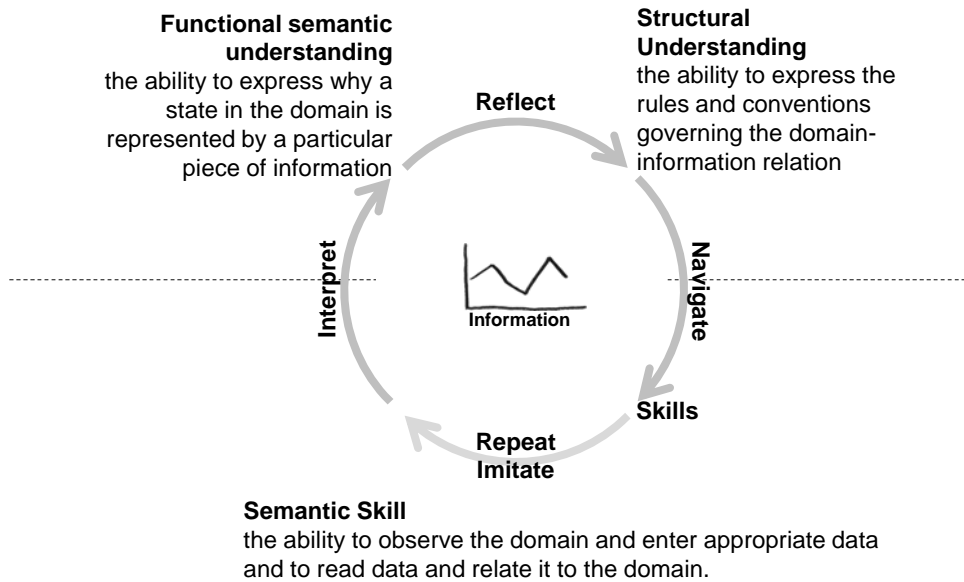 Functional semantic
understanding
the ability to express why a
state in the domain is
represented by a particular
piece of information
Structural
Understanding
the ability to express the
rules and conventions
governing the domain-
information relation
Reflect
Interpret
Navigate
Information
Skills
Repeat
Imitate
Semantic Skill
the ability to observe the domain and enter appropriate data
and to read data and relate it to the domain.